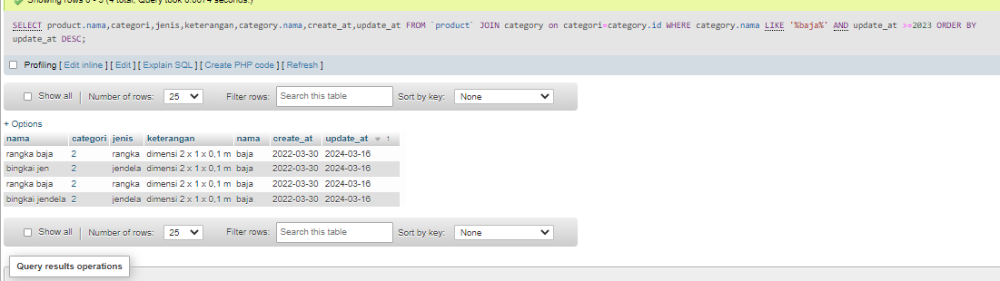 Showing rows 0 - 3 (4 total, Query took 0.0074 seconds.)
SELECT product.nama,categori,jenis,keterangan,category.nama,create_at,update_at FROM `product` JOIN category on categori=category.id WHERE category.nama LIKE '%baja%' AND update_at >=2023 ORDER BY
update_at DESC;
Profiling [ Edit inline ] [ Edit ] [ Explain SQL ] [ Create PHP code ] [ Refresh ]
Show all Number of rows: 25 Filter rows: Search this table Sort by key: None
+ Options
nama categori jenis keterangan nama create_at update_at 1
rangka baja 2 rangka dimensi 2 x 1 x 0,1 m baja 2022-03-30 2024-03-16
bingkai jen 2 jendela dimensi 2 x 1 x 0,1 m baja 2022-03-30 2024-03-16
rangka baja 2 rangka dimensi 2 x 1 x 0,1 m baja 2022-03-30 2024-03-16
bingkai jendela 2 jendela dimensi 2 x 1 x 0,1 m baja 2022-03-30 2024-03-16
Show all Number of rows: 25 Filter rows: Search this table Sort by key: None
Query results operations